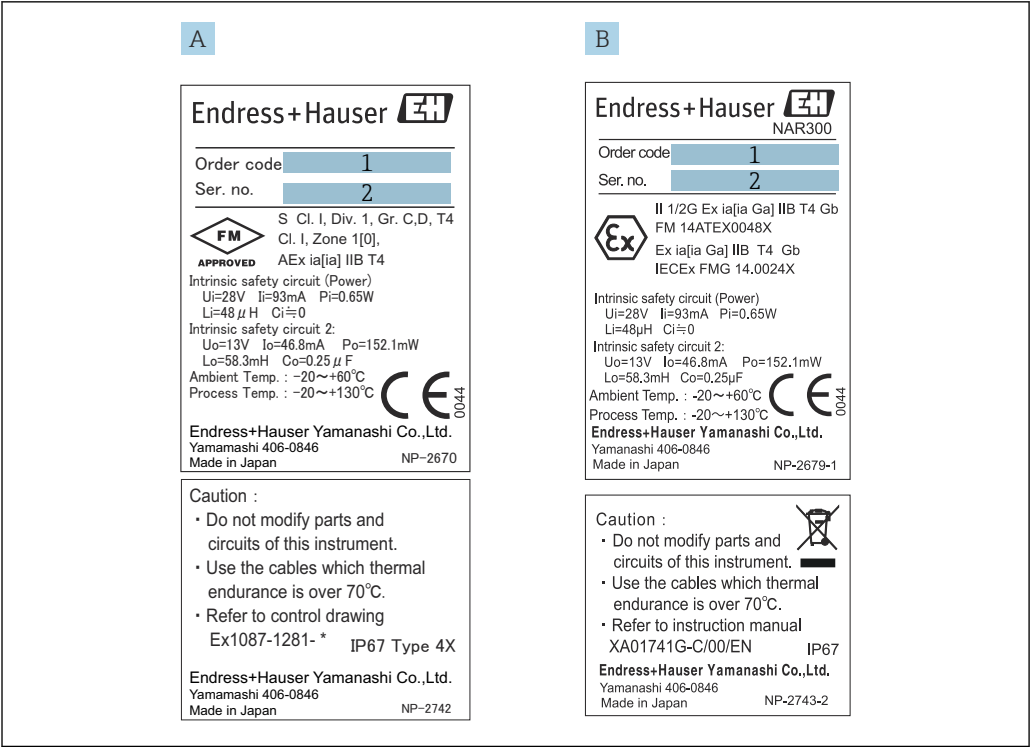 A
Endress+Hauser EH
Order code 1
Ser. no. 2
FM
APPROVED
S Cl. I, Div. 1, Gr. C,D, T4
Cl. I, Zone 1[0],
AEx ia[ia] IIB T4
Intrinsic safety circuit (Power)
Ui=28V Ii=93mA Pi=0.65W
Li=48μH Ci≒0
Intrinsic safety circuit 2:
Uo=13V Io=46.8mA Po=152.1mW
Lo=58.3mH Co=0.25μF
Ambient Temp. : -20~+60℃
Process Temp. : -20~+130℃
CE 0044
Endress+Hauser Yamanashi Co.,Ltd.
Yamamashi 406-0846
Made in Japan NP-2670
Caution :
・Do not modify parts and
circuits of this instrument.
・Use the cables which thermal
endurance is over 70℃.
・Refer to control drawing
Ex1087-1281- * IP67 Type 4X
Endress+Hauser Yamanashi Co.,Ltd.
Yamamashi 406-0846
Made in Japan NP-2742
B
Endress+Hauser EH
NAR300
Order code 1
Ser. no. 2
Ex
II 1/2G Ex ia[ia Ga] IIB T4 Gb
FM 14ATEX0048X
Ex ia[ia Ga] IIB T4 Gb
IECEx FMG 14.0024X
Intrinsic safety circuit (Power)
Ui=28V Ii=93mA Pi=0.65W
Li=48μH Ci≒0
Intrinsic safety circuit 2:
Uo=13V Io=46.8mA Po=152.1mW
Lo=58.3mH Co=0.25μF
Ambient Temp. : -20~+60℃
Process Temp. : -20~+130℃
CE 0044
Endress+Hauser Yamanashi Co.,Ltd.
Yamanashi 406-0846
Made in Japan NP-2679-1
Caution :
・Do not modify parts and
circuits of this instrument.
・Use the cables which thermal
endurance is over 70℃.
・Refer to instruction manual
XA01741G-C/00/EN IP67
Endress+Hauser Yamanashi Co.,Ltd.
Yamanashi 406-0846
Made in Japan NP-2743-2